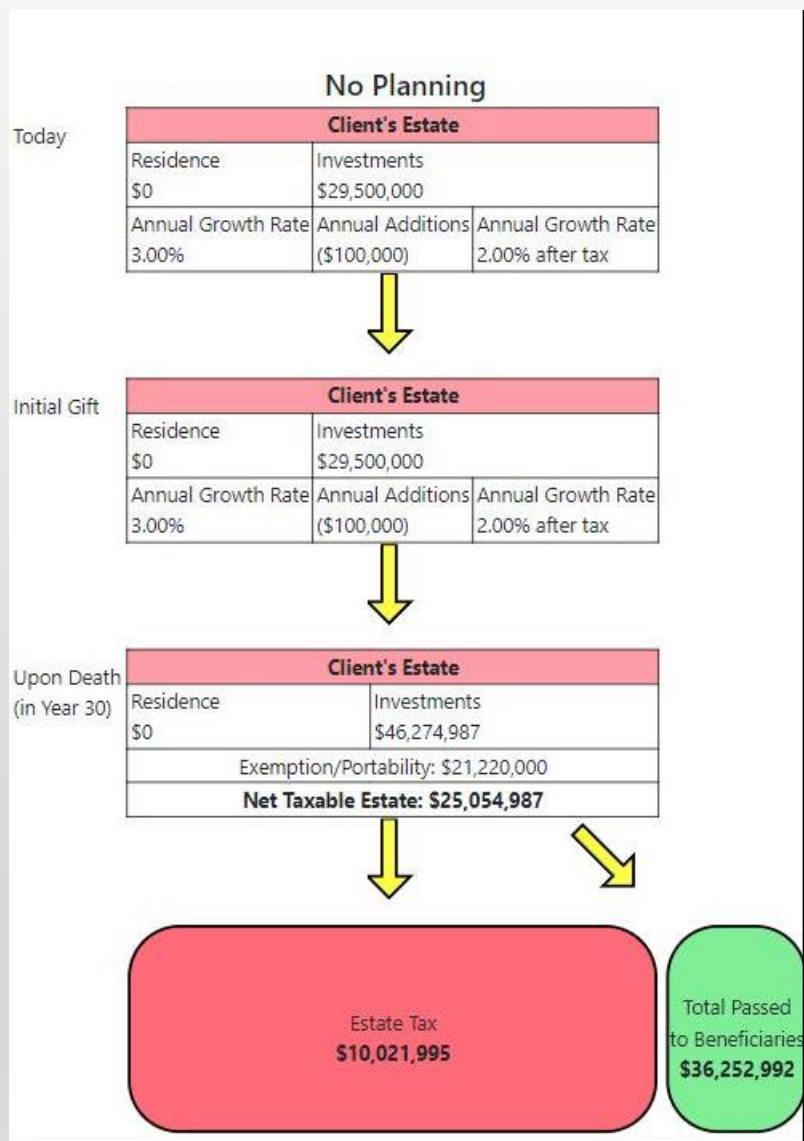 No Planning
Today
Client's Estate
Residence
$0
Investments
$29,500,000
Annual Growth Rate
3.00%
Annual Additions
($100,000)
Annual Growth Rate
2.00% after tax
Initial Gift
Client's Estate
Residence
$0
Investments
$29,500,000
Annual Growth Rate
3.00%
Annual Additions
($100,000)
Annual Growth Rate
2.00% after tax
Upon Death
(in Year 30)
Client's Estate
Residence
$0
Investments
$46,274,987
Exemption/Portability: $21,220,000
Net Taxable Estate: $25,054,987
Estate Tax
$10,021,995
Total Passed
to Beneficiaries
$36,252,992